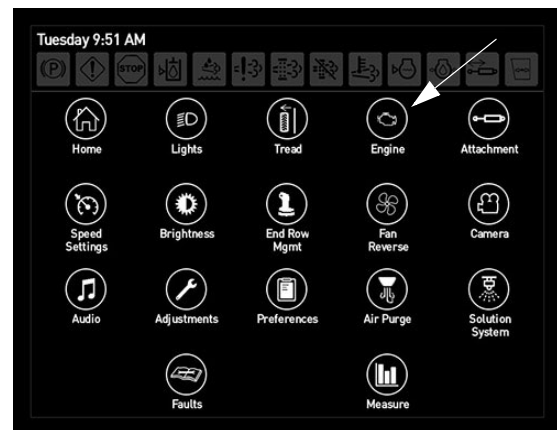 Tuesday 9:51 AM
P
STOP
Home
Lights
Tread
Engine
Attachment
Speed
Settings
Brightness
End Row
Mgmt
Fan
Reverse
Camera
Audio
Adjustments
Preferences
Air Purge
Solution
System
Faults
Measure